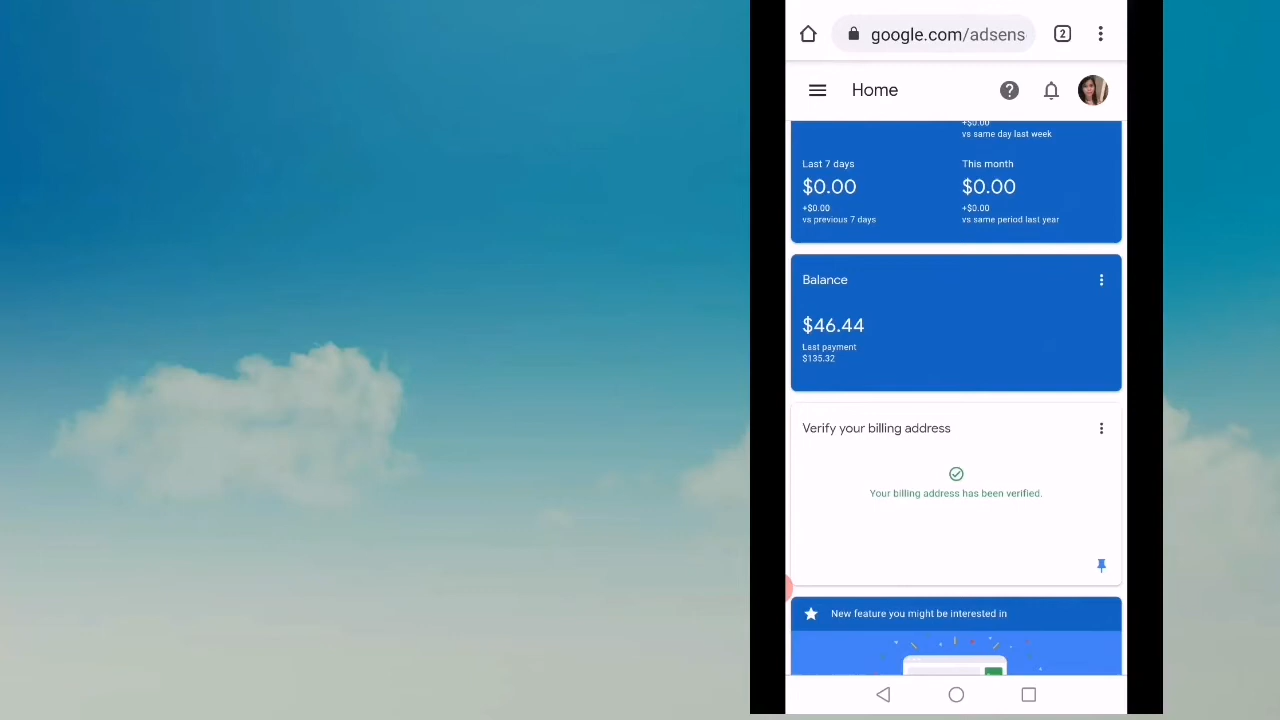 google.com/adsens
2
Home
+$0.00
vs same day last week
Last 7 days
This month
$0.00
$0.00
+$0.00
+$0.00
vs previous 7 days
vs same period last year
Balance
$46.44
Last payment
$135.32
Verify your billing address
Your billing address has been verified.
New feature you might be interested in